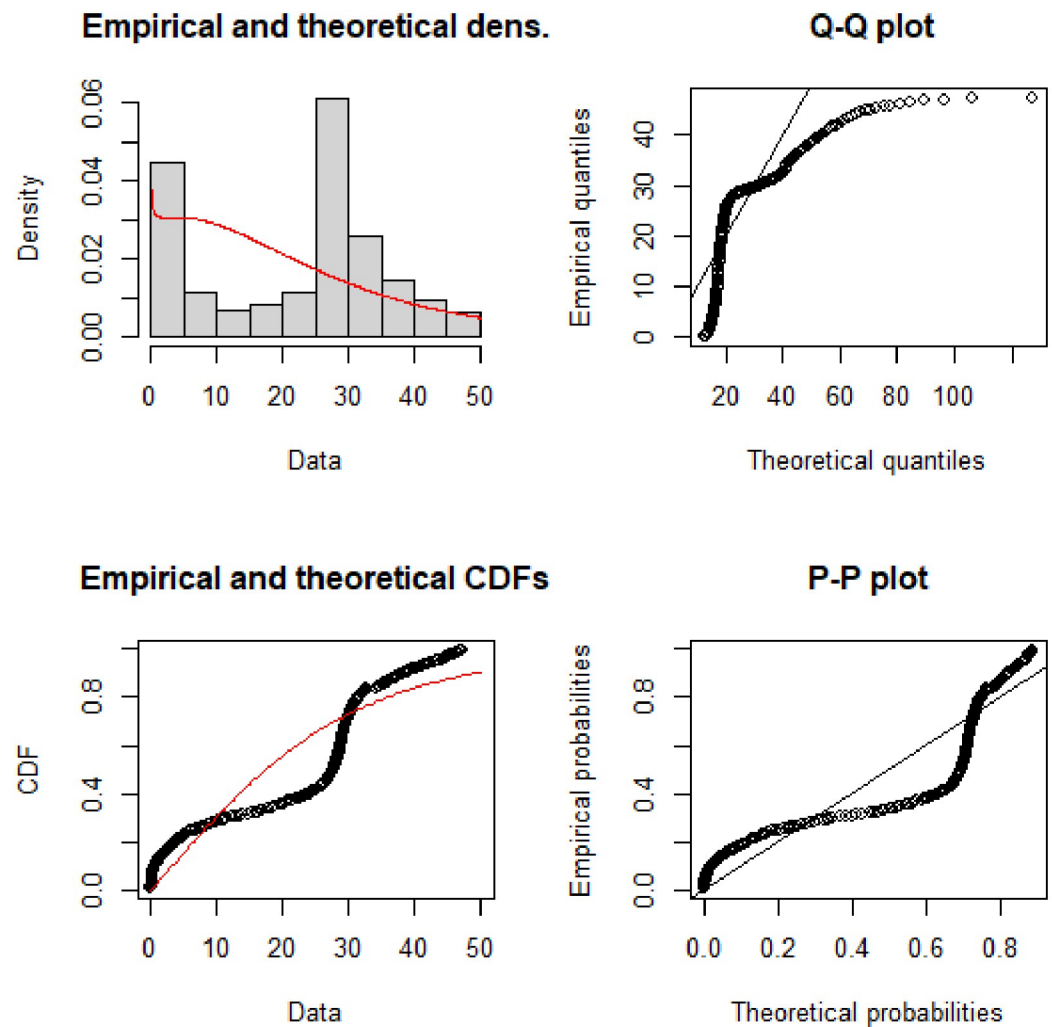 Empirical and theoretical dens.
Density
0.00 0.02 0.04 0.06
0 10 20 30 40 50
Data
Q-Q plot
Empirical quantiles
0 10 20 30 40
20 40 60 80 100
Theoretical quantiles
Empirical and theoretical CDFs
CDF
0.0 0.4 0.8
0 10 20 30 40 50
Data
P-P plot
Empirical probabilities
0.0 0.4 0.8
0.0 0.2 0.4 0.6 0.8
Theoretical probabilities